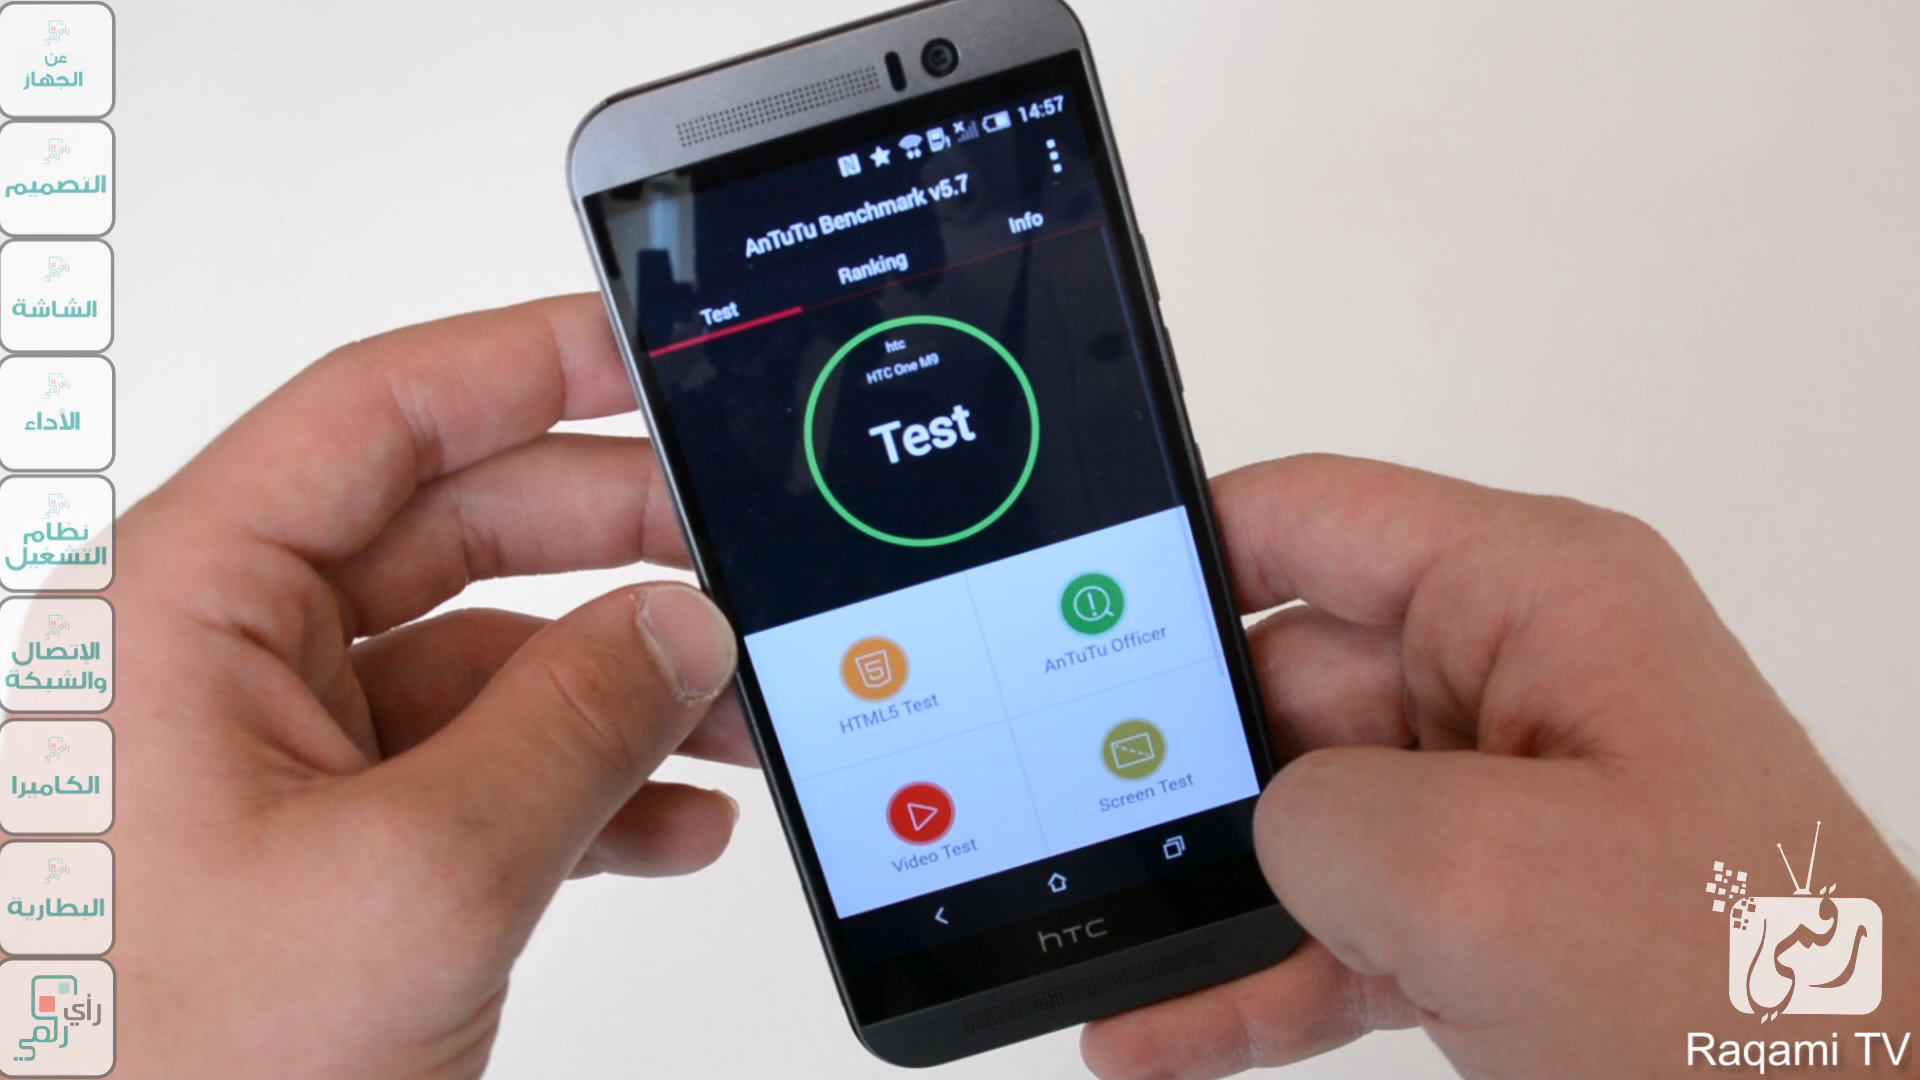 عن
الجهاز
التصميم
الشاشة
الأداء
نظام
التشغيل
الإتصال
والشبكة
الكاميرا
البطارية
رأي
رقمي
14:57
AnTuTu Benchmark v5.7
Test
Ranking
Info
htc
HTC One M9
Test
HTML5 Test
AnTuTu Officer
Video Test
Screen Test
hTC
رقمي
Raqami TV